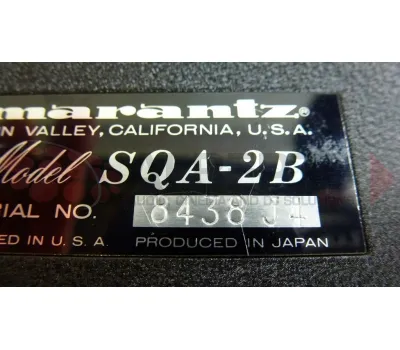 marantz®
N VALLEY, CALIFORNIA, U.S.A.
Model SQA-2B
RIAL NO.
ED IN U.S.A. PRODUCED IN JAPAN